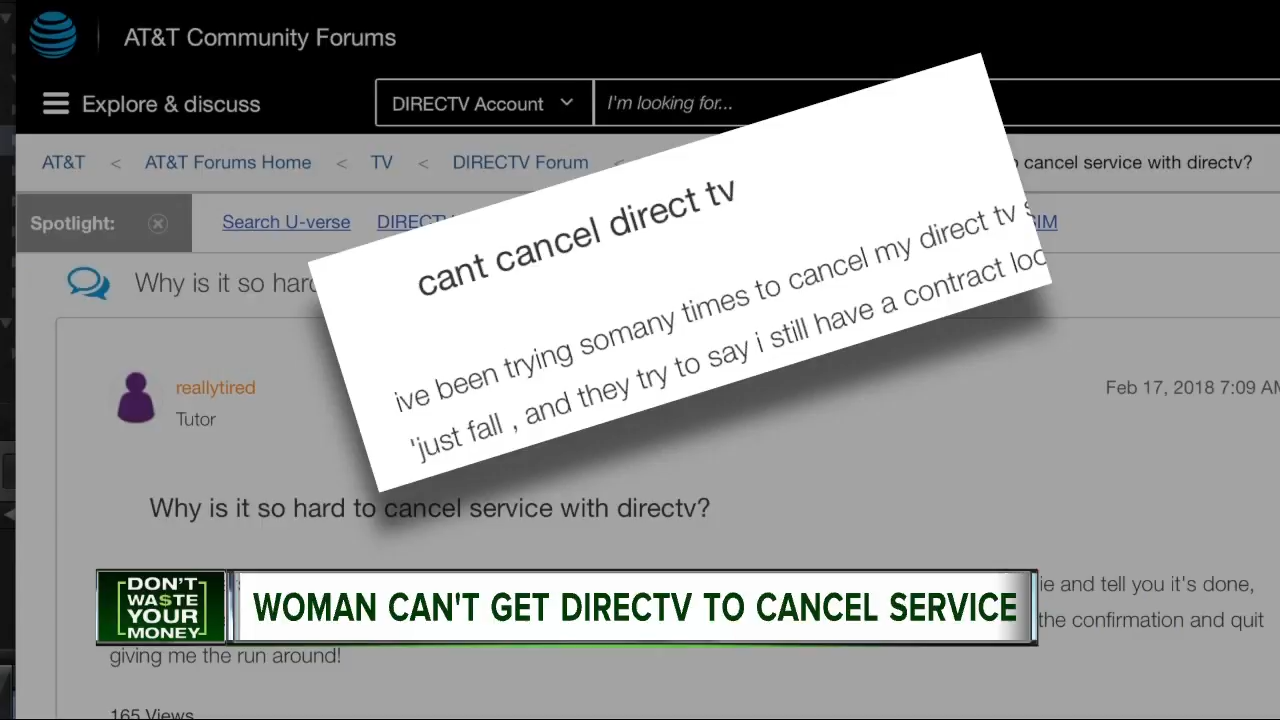 AT&T Community Forums
Explore & discuss
DIRECTV Account
I'm looking for...
AT&T < AT&T Forums Home < TV < DIRECTV Forum < cancel service with directv?
Spotlight:
Search U-verse
Why is it so
cant cancel direct tv
ive been trying somany times to cancel my direct tv
'just fall , and they try to say i still have a contract
reallytired
Tutor
Feb 17, 2018 7:09
Why is it so hard to cancel service with directv?
and tell you it's done,
the confirmation and quit
giving me the run around!
165 Views
DON'T
WA$TE
YOUR
MONEY
WOMAN CAN'T GET DIRECTV TO CANCEL SERVICE